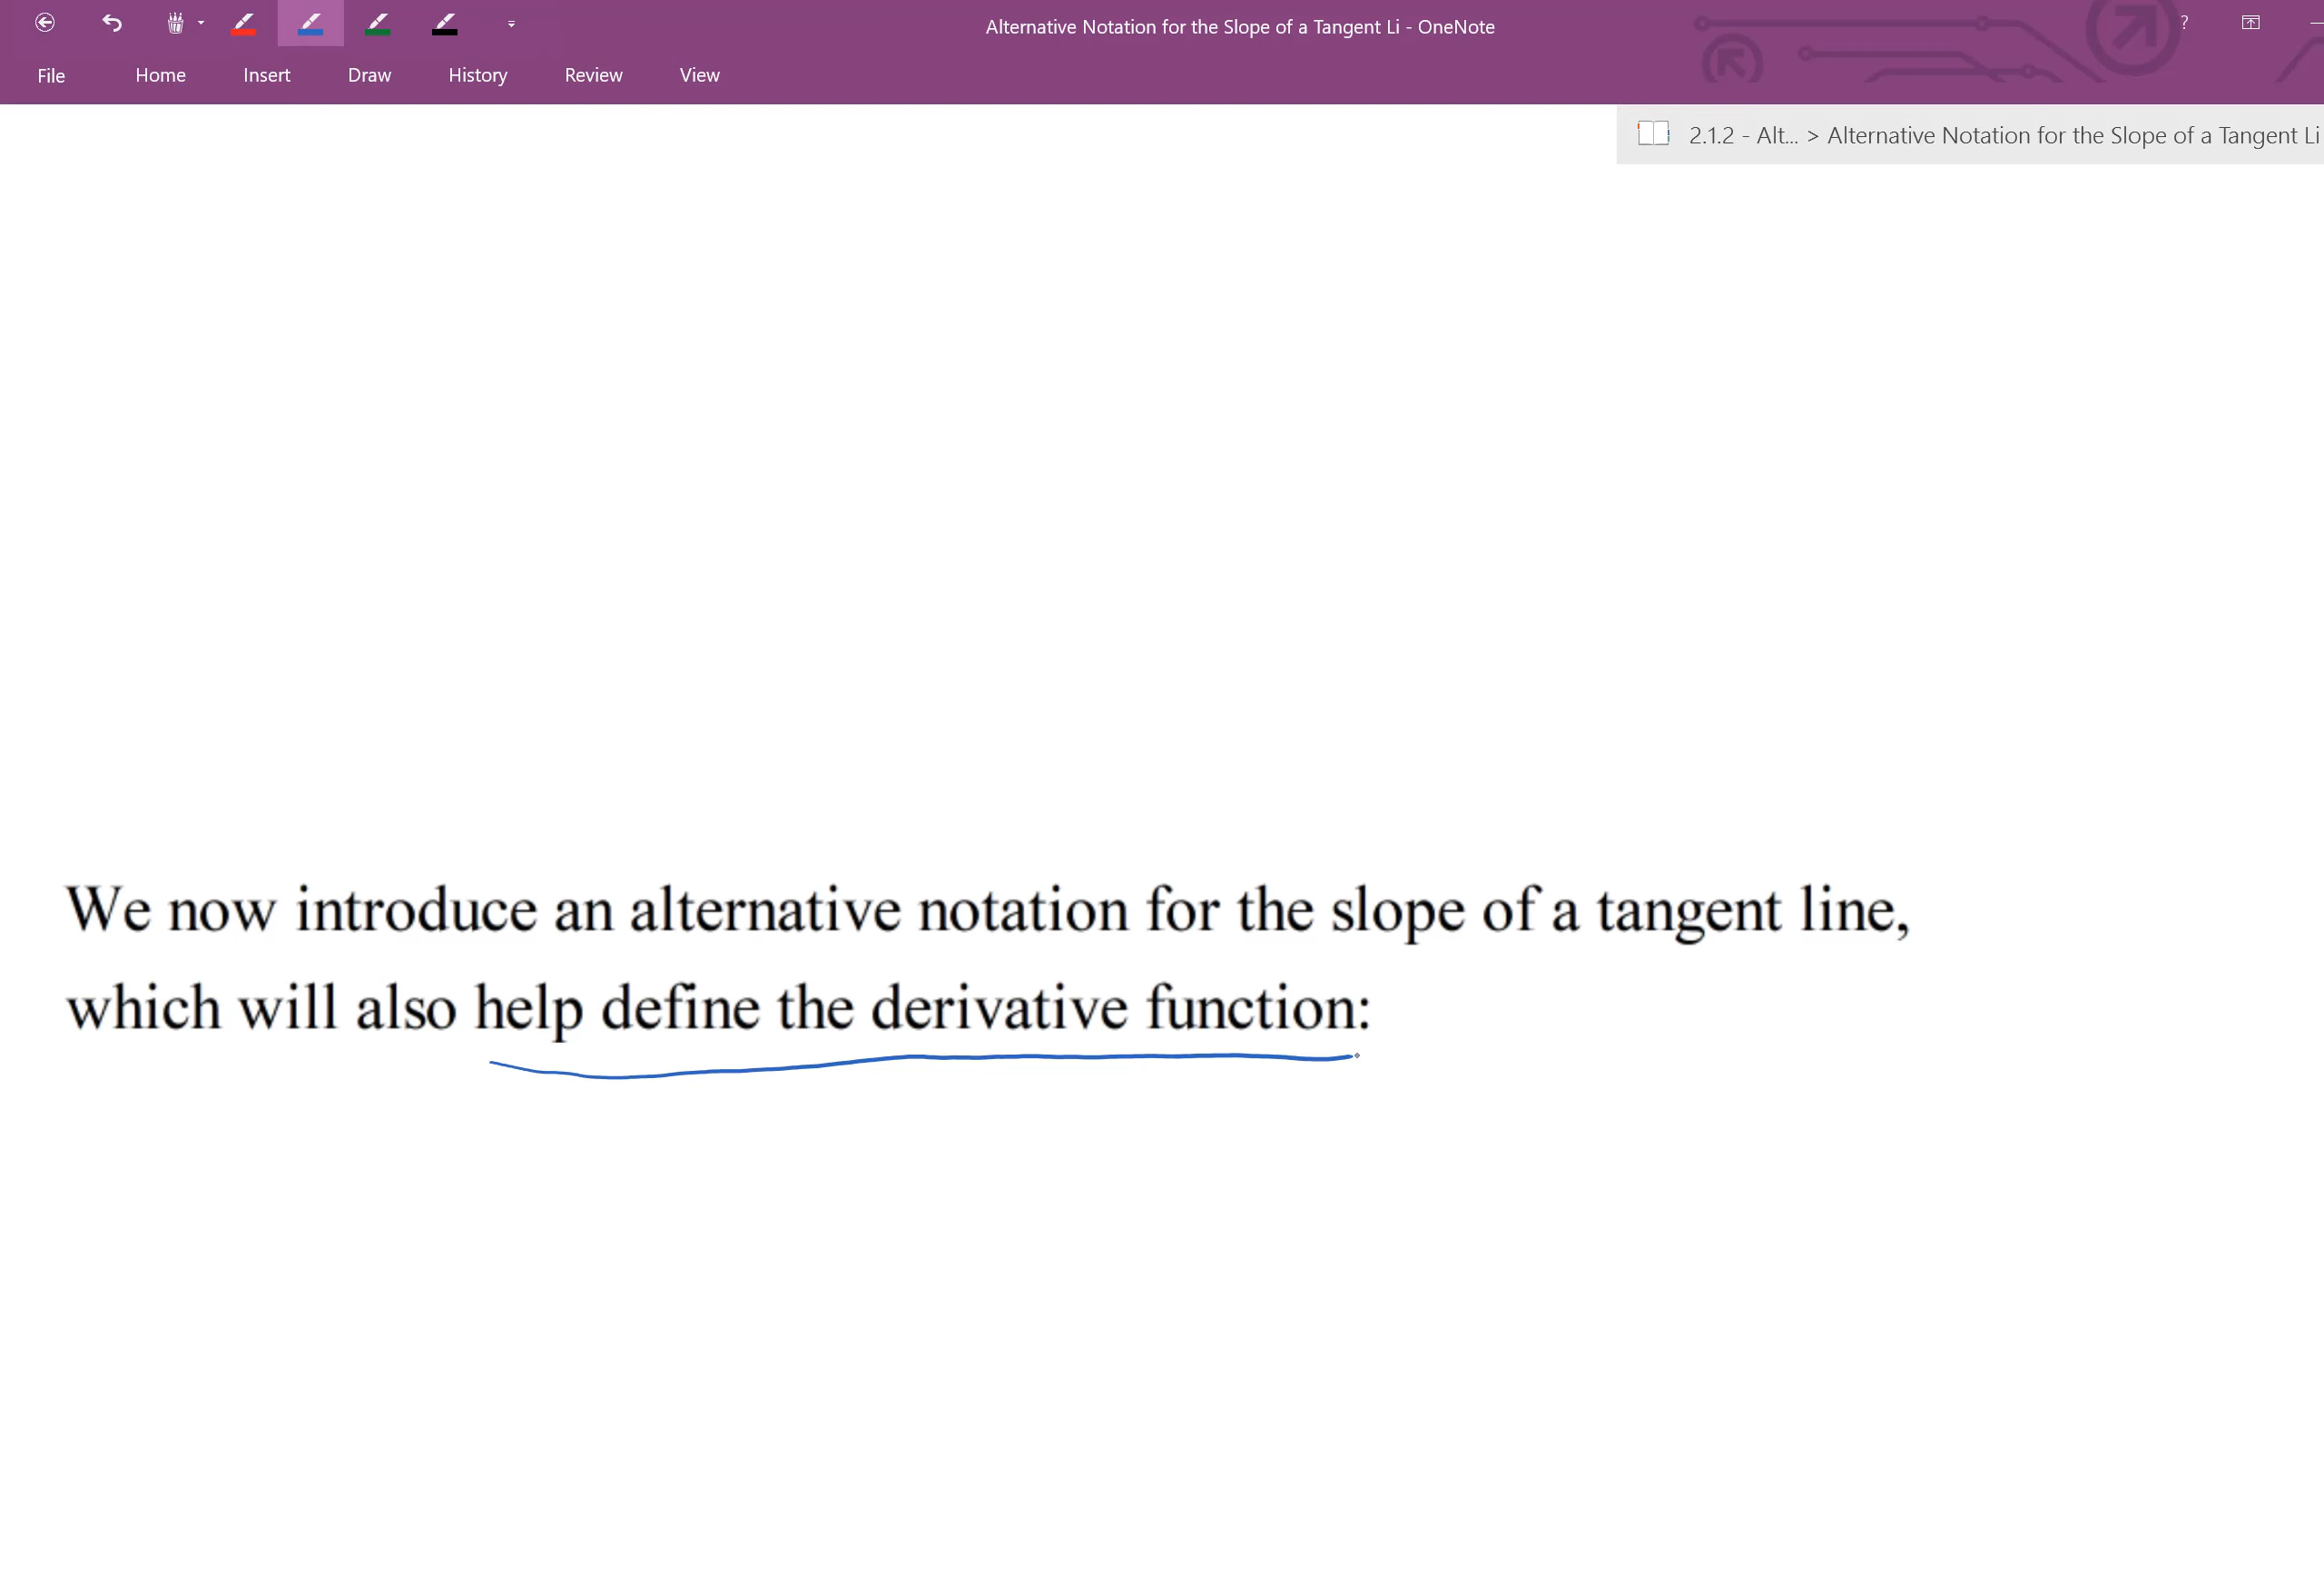 Alternative Notation for the Slope of a Tangent Li - OneNote
?
File Home Insert Draw History Review View
2.1.2 - Alt... > Alternative Notation for the Slope of a Tangent Li
We now introduce an alternative notation for the slope of a tangent line,
which will also help define the derivative function: